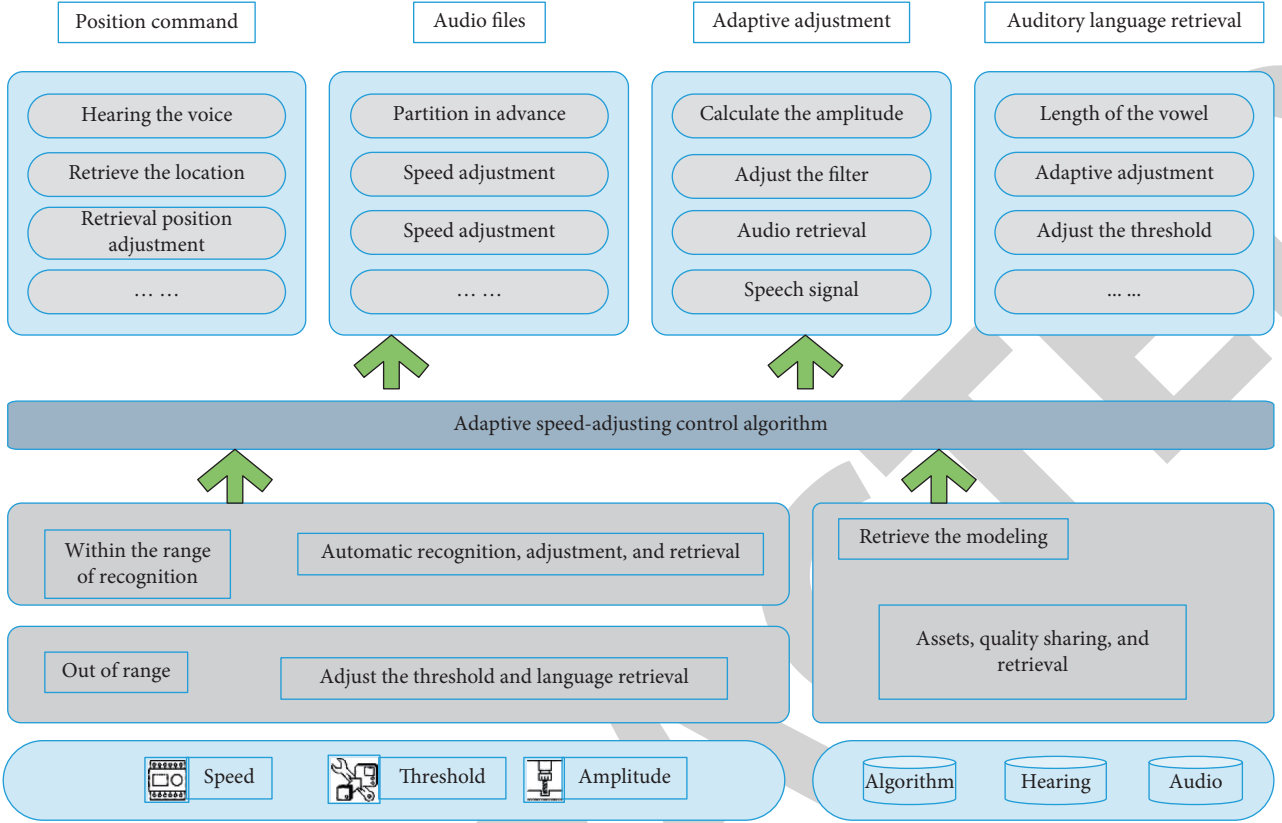 Position command
Audio files
Adaptive adjustment
Auditory language retrieval
Hearing the voice
Retrieve the location
Retrieval position
adjustment
… …
Partition in advance
Speed adjustment
Speed adjustment
… …
Calculate the amplitude
Adjust the filter
Audio retrieval
Speech signal
Length of the vowel
Adaptive adjustment
Adjust the threshold
... ...
Adaptive speed-adjusting control algorithm
Within the range
of recognition
Automatic recognition, adjustment, and retrieval
Out of range
Adjust the threshold and language retrieval
Retrieve the modeling
Assets, quality sharing, and
retrieval
Speed
Threshold
Amplitude
Algorithm
Hearing
Audio